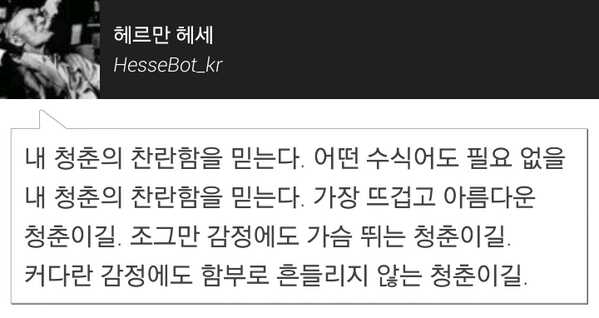 헤르만 헤세
HesseBot_kr
내 청춘의 찬란함을 믿는다. 어떤 수식어도 필요 없을
내 청춘의 찬란함을 믿는다. 가장 뜨겁고 아름다운
청춘이길. 조그만 감정에도 가슴 뛰는 청춘이길.
커다란 감정에도 함부로 흔들리지 않는 청춘이길.